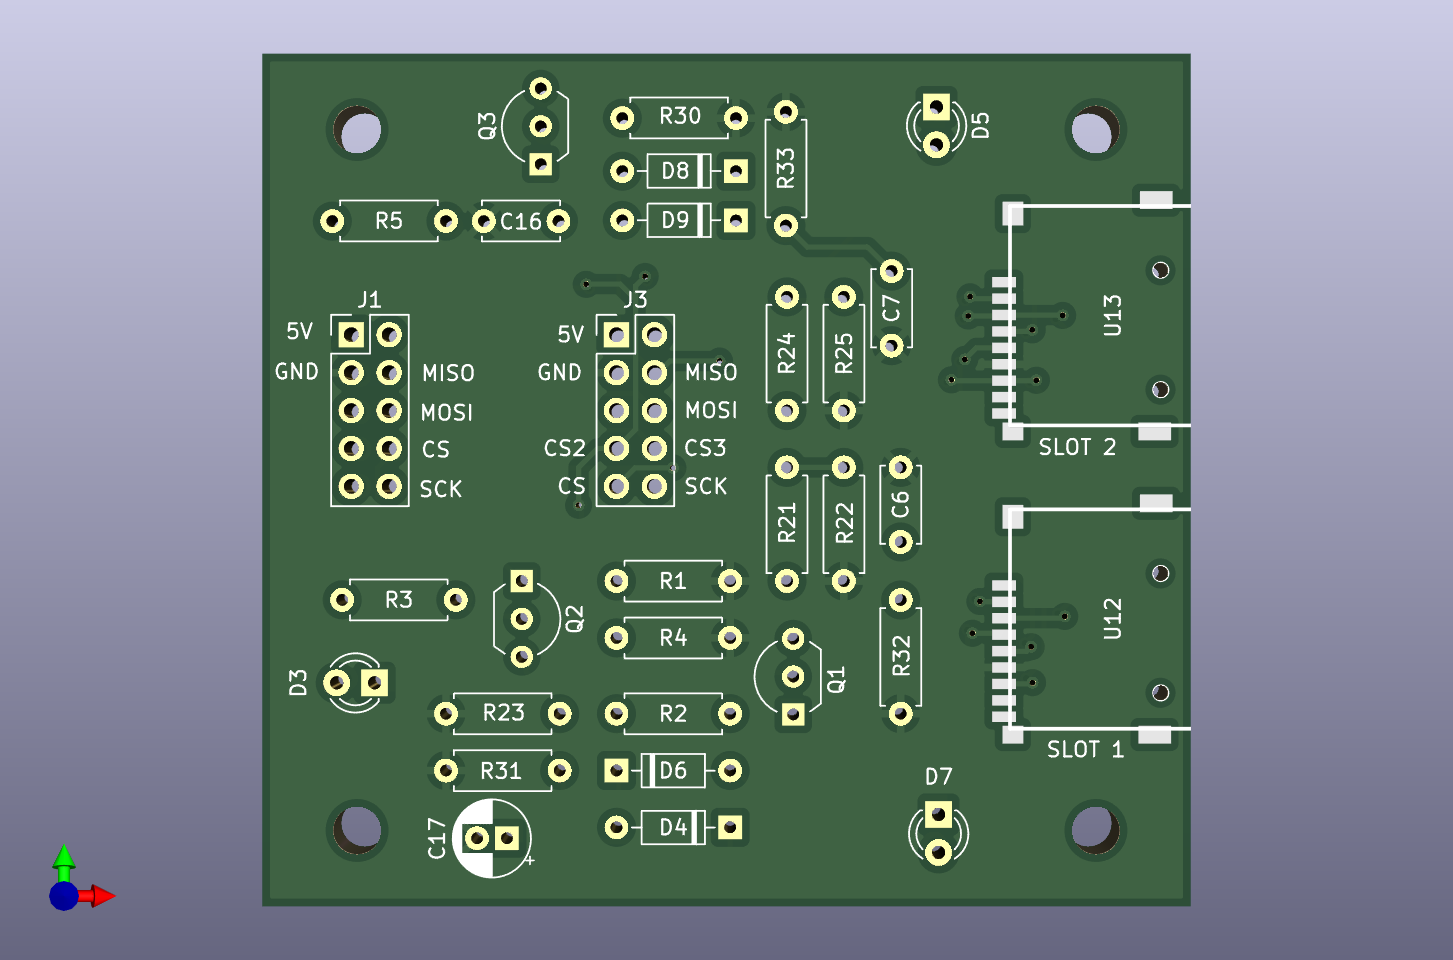 Q3
R30
D5
R33
D8
R5
C16
D9
J1
J3
C7
U13
5V
5V
R24
R25
GND
MISO
GND
MISO
MOSI
MOSI
CS
CS2
CS3
SLOT 2
SCK
CS
SCK
R21
R22
C6
R3
Q2
R1
U12
R4
R32
D3
Q1
R23
R2
SLOT 1
R31
D6
D7
C17
+
D4